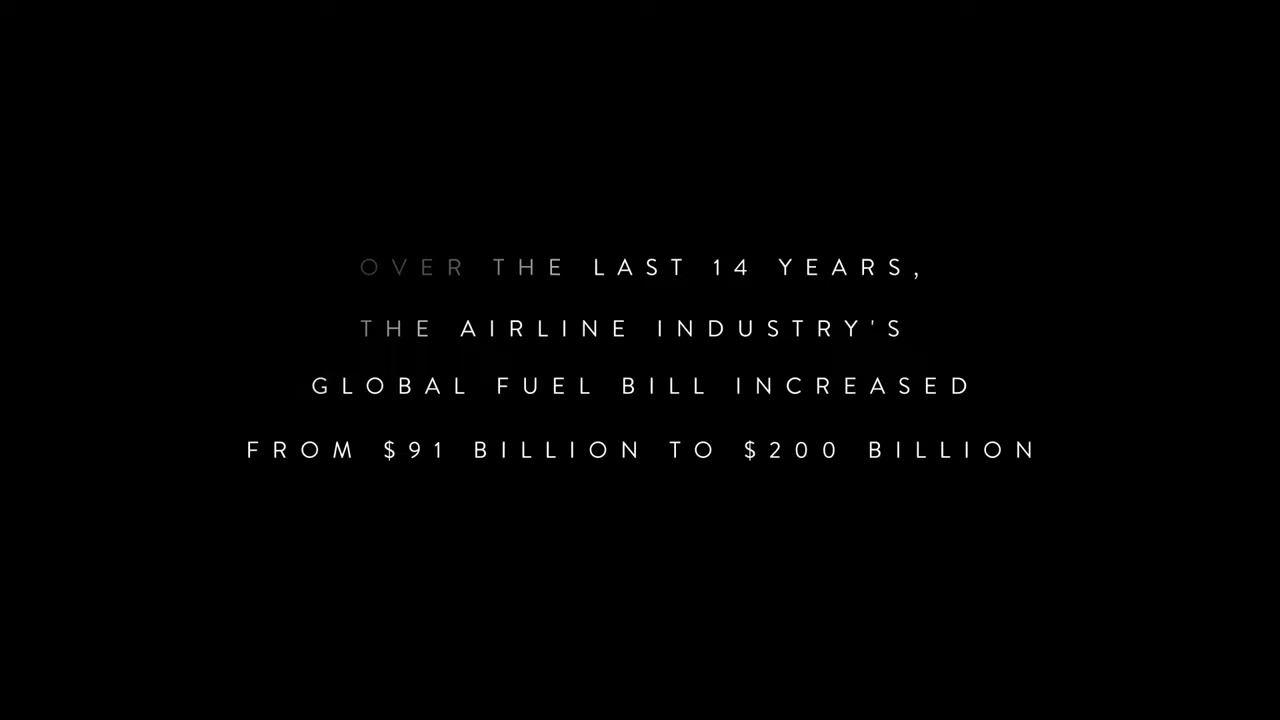 OVER THE LAST 14 YEARS,
THE AIRLINE INDUSTRY'S
GLOBAL FUEL BILL INCREASED
FROM $91 BILLION TO $200 BILLION